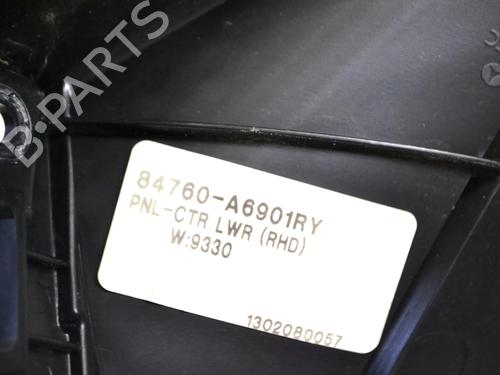 B-PARTS
84760-A6901RY
PNL-CTR LWR (RHD)
W:9330
1302080057